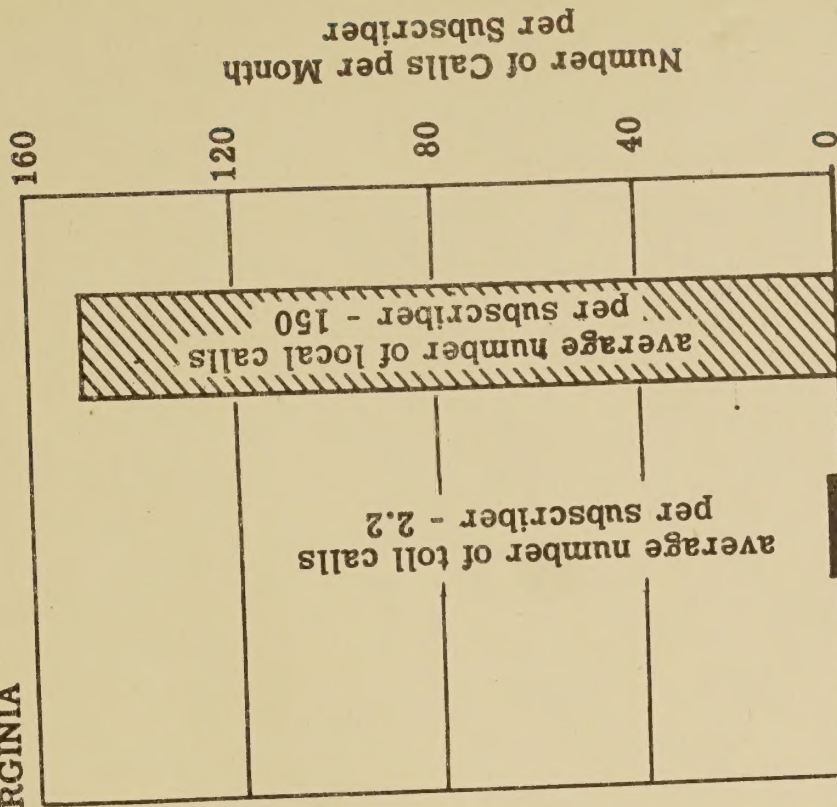 RGINIA
160
120
80
40
0
Number of Calls per Month
per Subscriber
average number of local calls
per subscriber - 150
average number of toll calls
per subscriber - 2.2